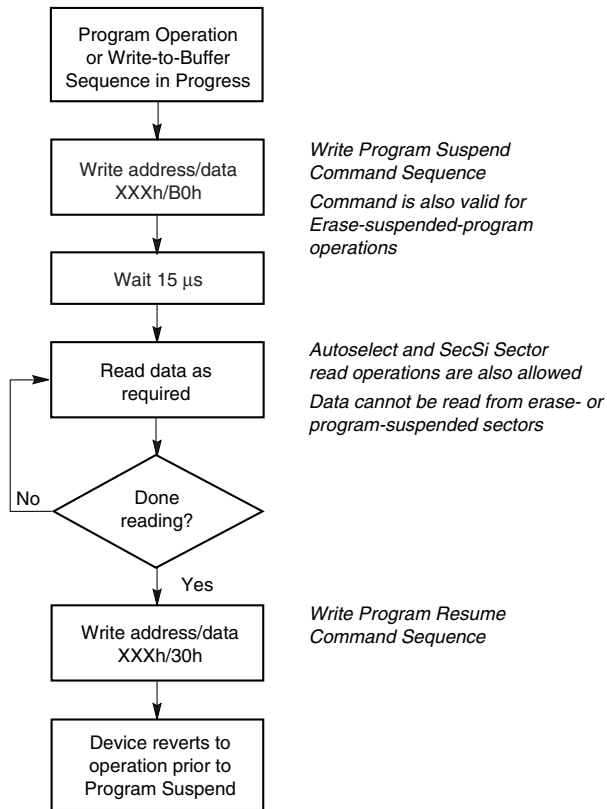 Program Operation
or Write-to-Buffer
Sequence in Progress
Write address/data
XXXh/B0h
Write Program Suspend
Command Sequence
Command is also valid for
Erase-suspended-program
operations
Wait 15 μs
Read data as
required
Autoselect and SecSi Sector
read operations are also allowed
Data cannot be read from erase- or
program-suspended sectors
No
Done
reading?
Yes
Write address/data
XXXh/30h
Write Program Resume
Command Sequence
Device reverts to
operation prior to
Program Suspend